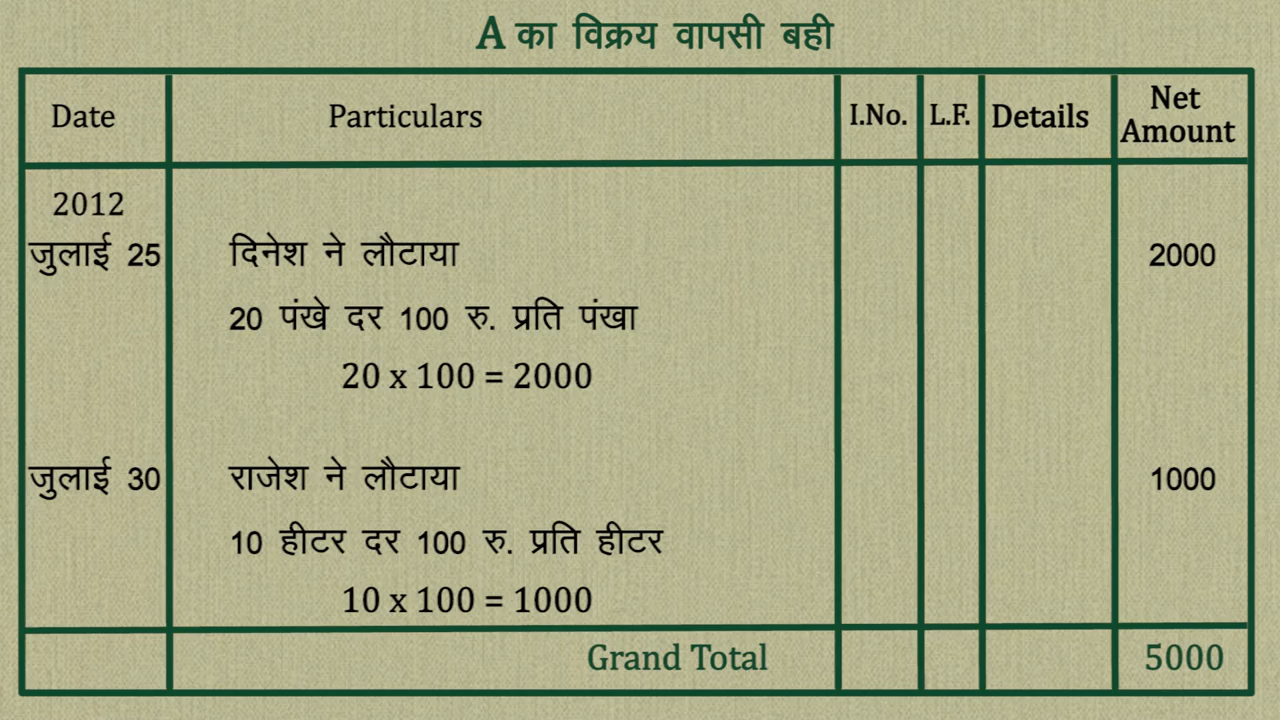 A का विक्रय वापसी बही
Date Particulars I.No. L.F. Details Net Amount
2012
जुलाई 25 दिनेश ने लौटाया 2000
20 पंखे दर 100 रु. प्रति पंखा
20 x 100 = 2000
जुलाई 30 राजेश ने लौटाया 1000
10 हीटर दर 100 रु. प्रति हीटर
10 x 100 = 1000
Grand Total 5000